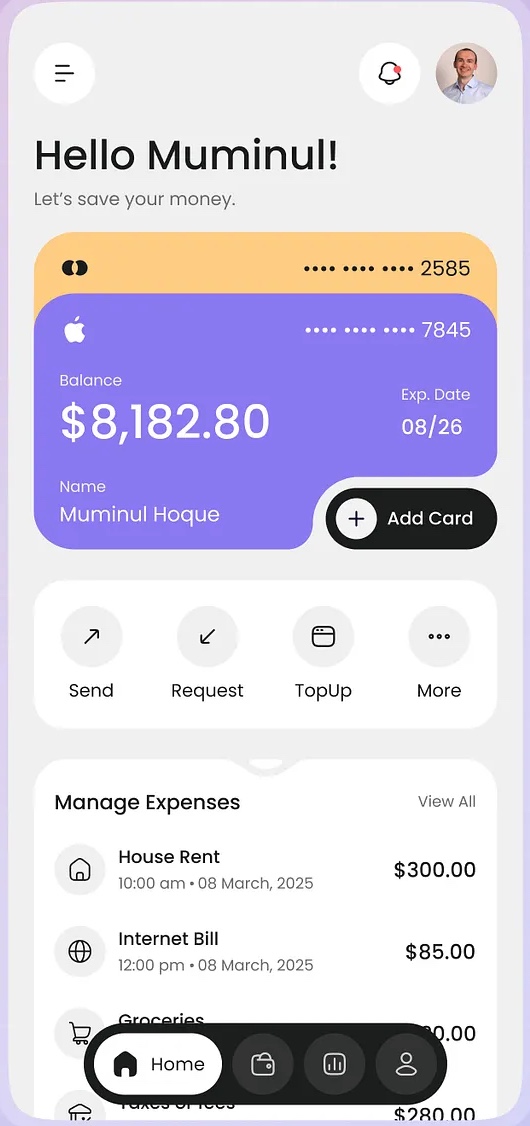 Hello Muminul!
Let's save your money.
•••• •••• •••• 2585
•••• •••• •••• 7845
Balance
$8,182.80
Exp. Date
08/26
Name
Muminul Hoque
Add Card
Send
Request
TopUp
More
Manage Expenses
View All
House Rent
10:00 am • 08 March, 2025
$300.00
Internet Bill
12:00 pm • 08 March, 2025
$85.00
Groceries
0.00
Home
Taxes of fees
$280.00